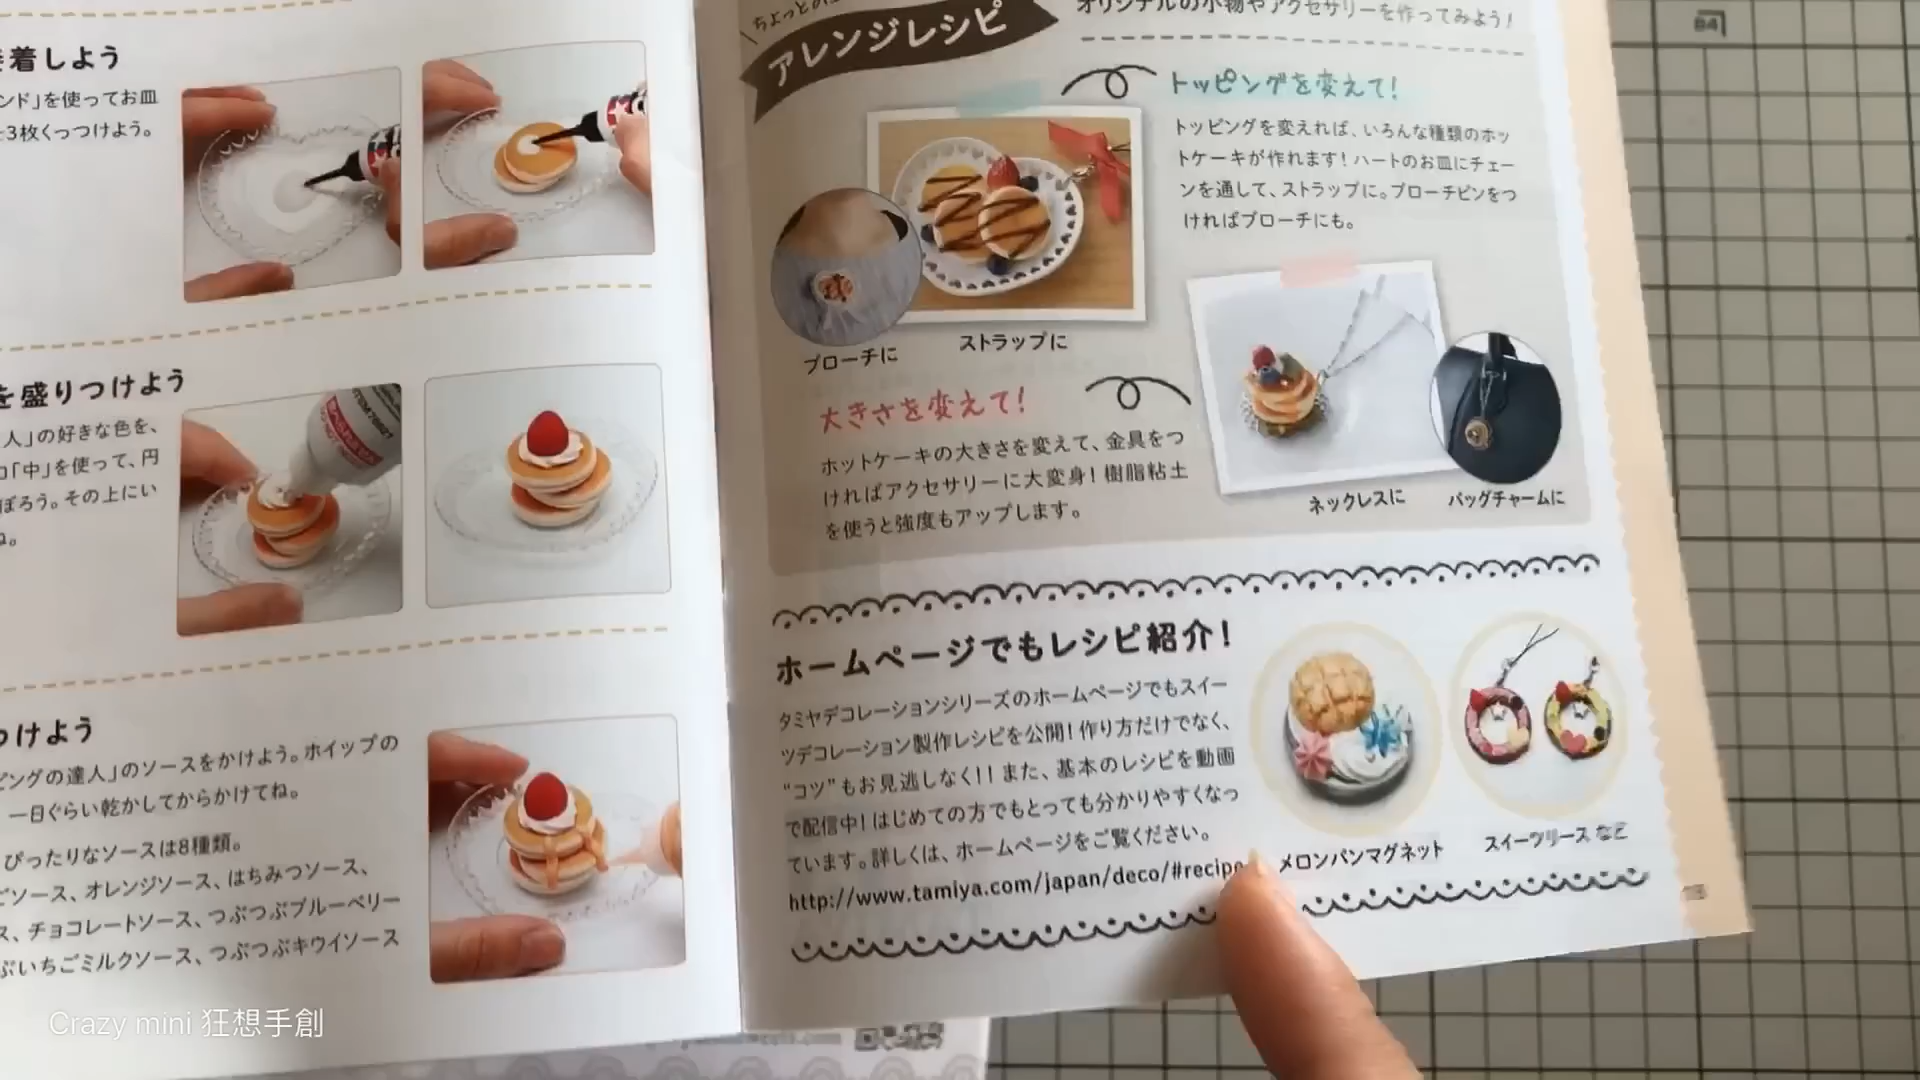 着しよう
ンド」を使ってお皿
3枚くっつけよう。
を盛りつけよう
人」の好きな色を、
「中」を使って、円
ぼろう。その上にい
ね。
つけよう
ピングの達人」のソースをかけよう。ホイップの
一日ぐらい乾かしてからかけてね。
ぴったりなソースは8種類。
ごソース、オレンジソース、はちみつソース、
ス、チョコレートソース、つぶつぶブルーベリー
ぶいちごミルクソース、つぶつぶキウイソース
アレンジレシピ
オリジナルの小物やアクセサリーを作ってみよう!
トッピングを変えて!
トッピングを変えれば、いろんな種類のホッ
トケーキが作れます!ハートのお皿にチェー
ンを通して、ストラップに。ブローチピンをつ
ければブローチにも。
ブローチに
ストラップに
大きさを変えて!
ホットケーキの大きさを変えて、金具をつ
ければアクセサリーに大変身!樹脂粘土
を使うと強度もアップします。
ネックレスに
バッグチャームに
ホームページでもレシピ紹介!
タミヤデコレーションシリーズのホームページでもスイー
ツデコレーション製作レシピを公開!作り方だけでなく、
“コツ”もお見逃しなく!!また、基本のレシピを動画
で配信中!はじめての方でもとっても分かりやすくなっ
ています。詳しくは、ホームページをご覧ください。
http://www.tamiya.com/japan/deco/#recipe
メロンパンマグネット
スイーツリース など
Crazy mini 狂想手創